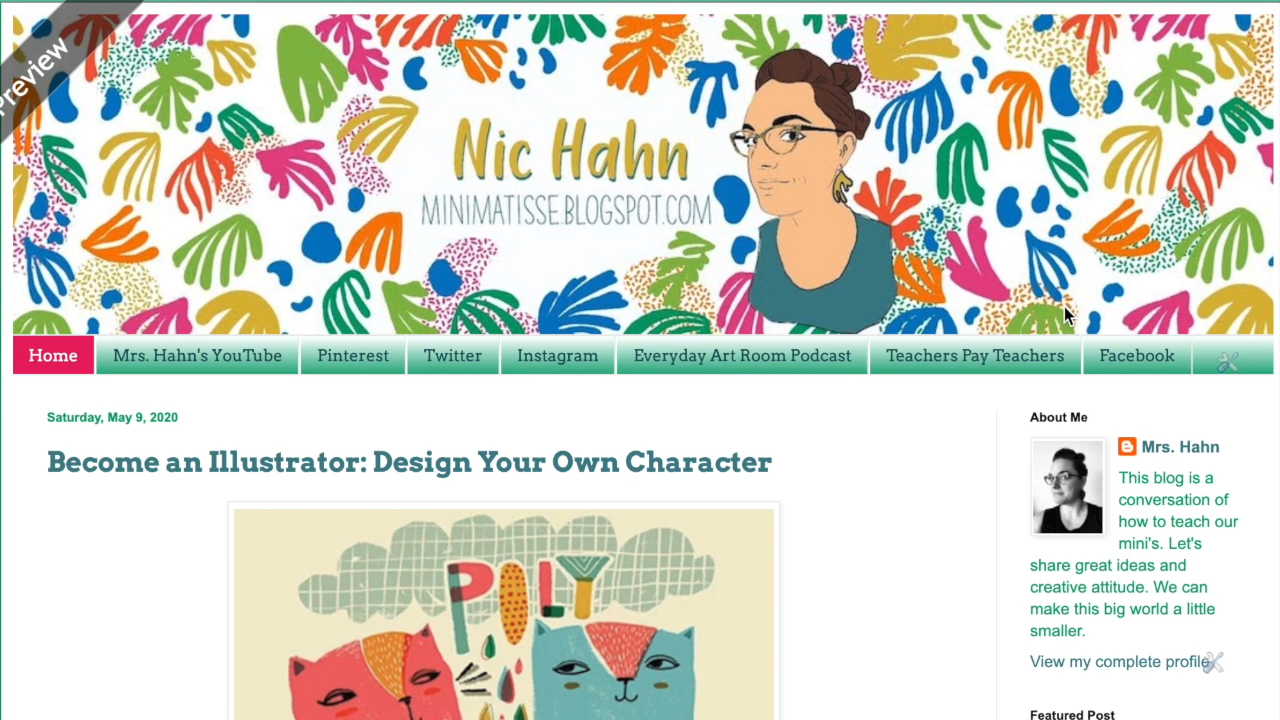 Preview
Nic Hahn
MINIMATISSE.BLOGSPOT.COM
Home
Mrs. Hahn's YouTube
Pinterest
Twitter
Instagram
Everyday Art Room Podcast
Teachers Pay Teachers
Facebook
Saturday, May 9, 2020
Become an Illustrator: Design Your Own Character
POLY
About Me
Mrs. Hahn
This blog is a
conversation of
how to teach our
mini's. Let's
share great ideas and
creative attitude. We can
make this big world a little
smaller.
View my complete profile
Featured Post